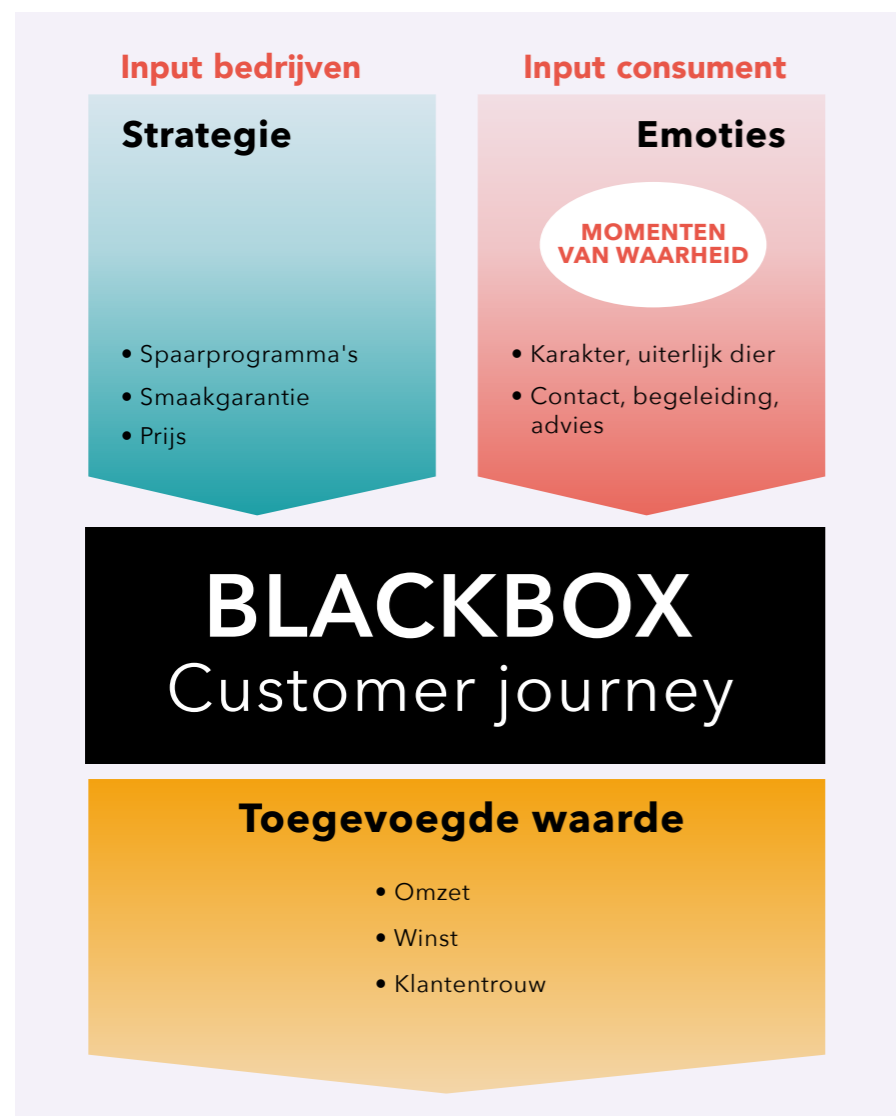 Input bedrijven
Strategie
• Spaarprogramma's
• Smaakgarantie
• Prijs
Input consument
Emoties
MOMENTEN
VAN WAARHEID
• Karakter, uiterlijk dier
• Contact, begeleiding,
advies
BLACKBOX
Customer journey
Toegevoegde waarde
• Omzet
• Winst
• Klantentrouw